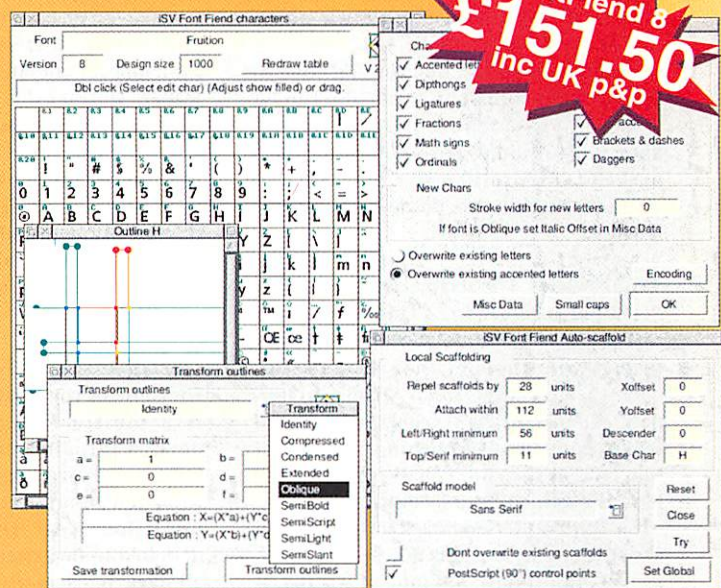 iSV Font Fiend characters
Font Fruition
Version 8 Design size 1000 Redraw table
Dbl click (Select edit char) (Adjust show filled) or drag.
! " # $ % & ' ( ) * + , - .
0 1 2 3 4 5 6 7 8 9 : ; < = >
@ A B C D E F G H I J K L M N
Outline H
Y Z [ \ ]
i j k l m n
y z { | }
Transform outlines
Transform outlines
Identity
Transform matrix
a = 1 b =
c = 0 d =
e = 0 f =
Equation : X=(X*a)+(Y*c
Equation : Y=(X*b)+(Y*d
Save transformation Transform outlines
Transform
Identity
Compressed
Condensed
Extended
Oblique
SemiBold
SemiScript
SemiLight
SemiSlant
Fiend 8
£151.50
inc UK p&p
Accented let
Dipthongs
Ligatures
Fractions
Math signs
Ordinals
Brackets & dashes
Daggers
New Chars
Stroke width for new letters 0
If font is Oblique set Italic Offset in Misc Data
Overwrite existing letters
Overwrite existing accented letters Encoding
Misc Data Small caps OK
iSV Font Fiend Auto-scaffold
Local Scaffolding
Repel scaffolds by 28 units Xoffset 0
Attach within 112 units Yoffset 0
Left/Right minimum 56 units Descender 0
Top/Serif minimum 11 units Base Char H
Scaffold model
Sans Serif
Reset
Close
Try
Dont overwrite existing scaffolds
PostScript (90°) control points Set Global